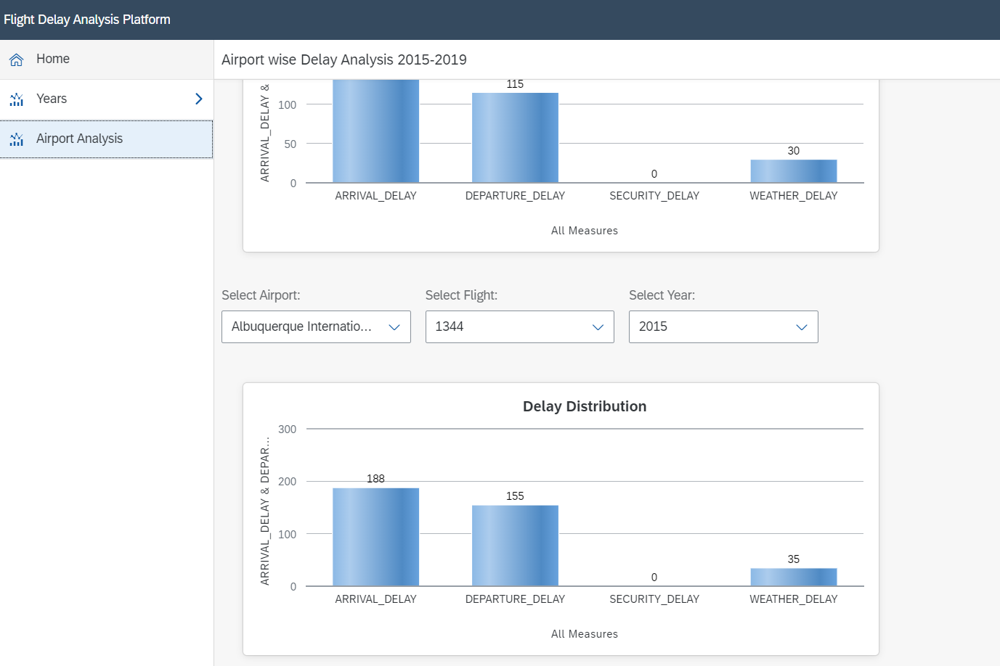 Flight Delay Analysis Platform
Home
Years
Airport Analysis
Airport wise Delay Analysis 2015-2019
ARRIVAL_DELAY &
100
50
0
115
0
30
ARRIVAL_DELAY
DEPARTURE_DELAY
SECURITY_DELAY
WEATHER_DELAY
All Measures
Select Airport:
Select Flight:
Select Year:
Albuquerque Internatio...
1344
2015
Delay Distribution
ARRIVAL_DELAY & DEPAR...
300
200
100
0
188
155
0
35
ARRIVAL_DELAY
DEPARTURE_DELAY
SECURITY_DELAY
WEATHER_DELAY
All Measures